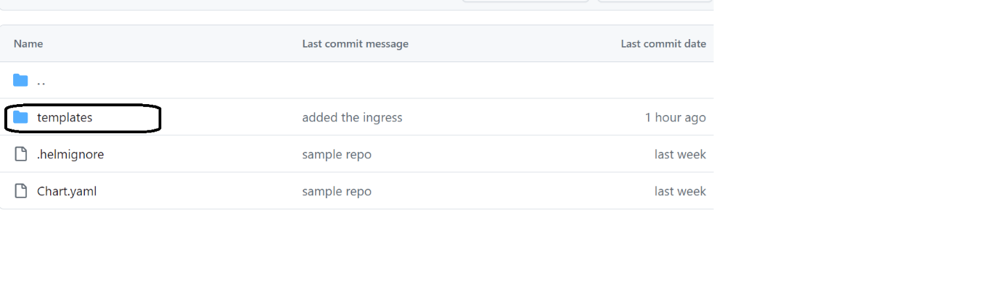 Name Last commit message Last commit date
..
templates added the ingress 1 hour ago
.helmignore sample repo last week
Chart.yaml sample repo last week